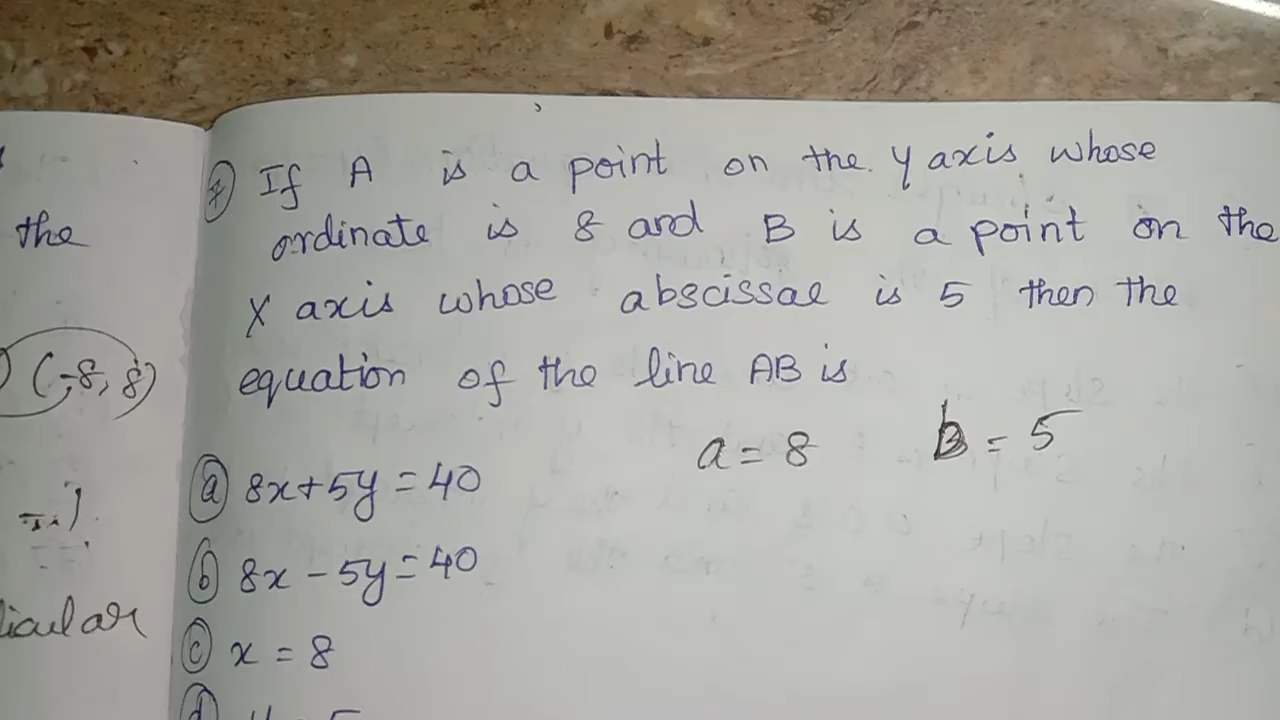 the
(-8, 8)
icular
7 If A is a point on the y axis whose
ordinate is 8 and B is a point on the
X axis whose abscissae is 5 then the
equation of the line AB is
a = 8 b = 5
a 8x+5y=40
b 8x-5y=40
c x = 8